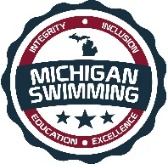 INTEGRITY • INCLUSION
MICHIGAN
SWIMMING
EDUCATION • EXCELLENCE